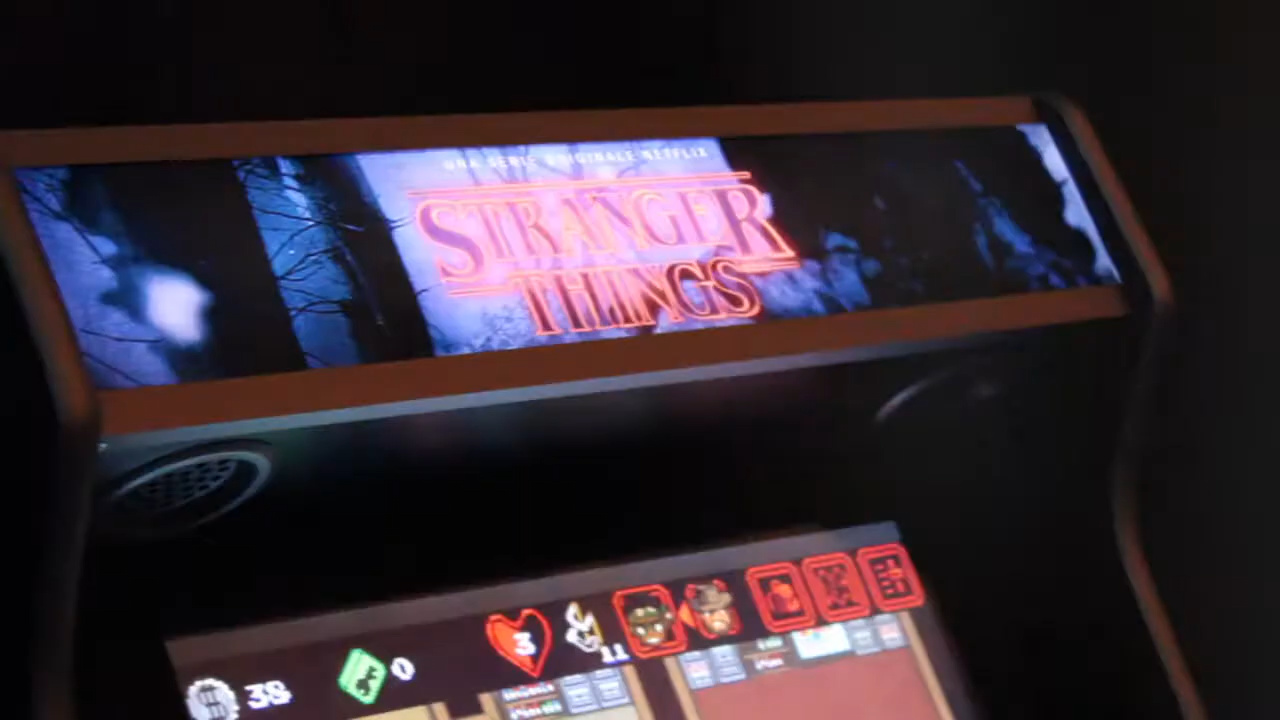 UNA SERIE ORIGINALE NETFLIX
STRANGER
THINGS
3
11
0
38